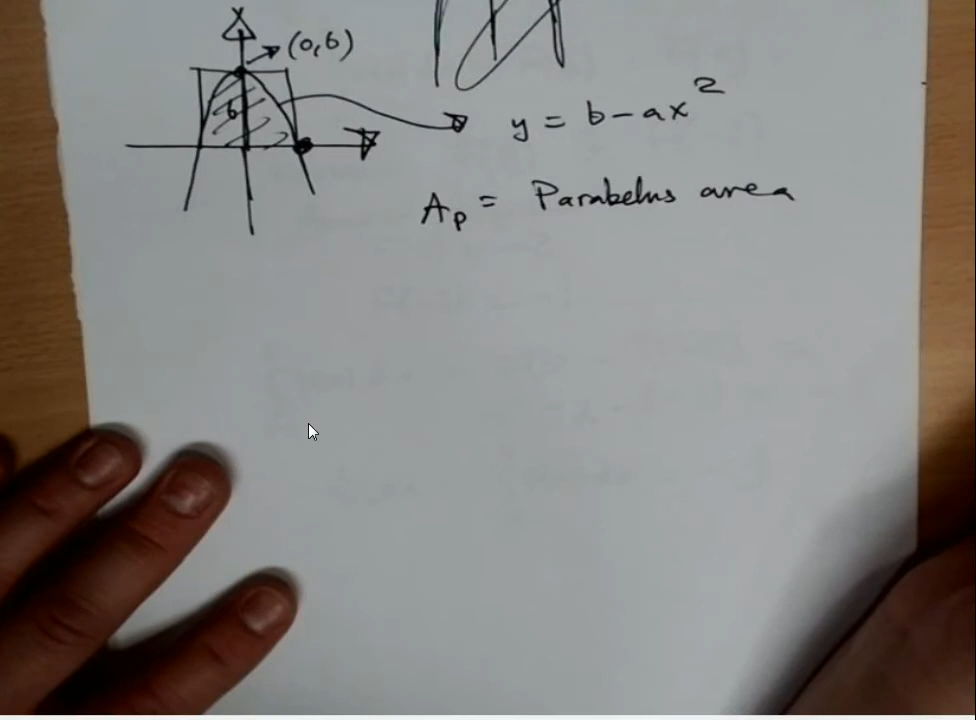 (0,b)
b
y = b - ax²
A_p = Parabelns area